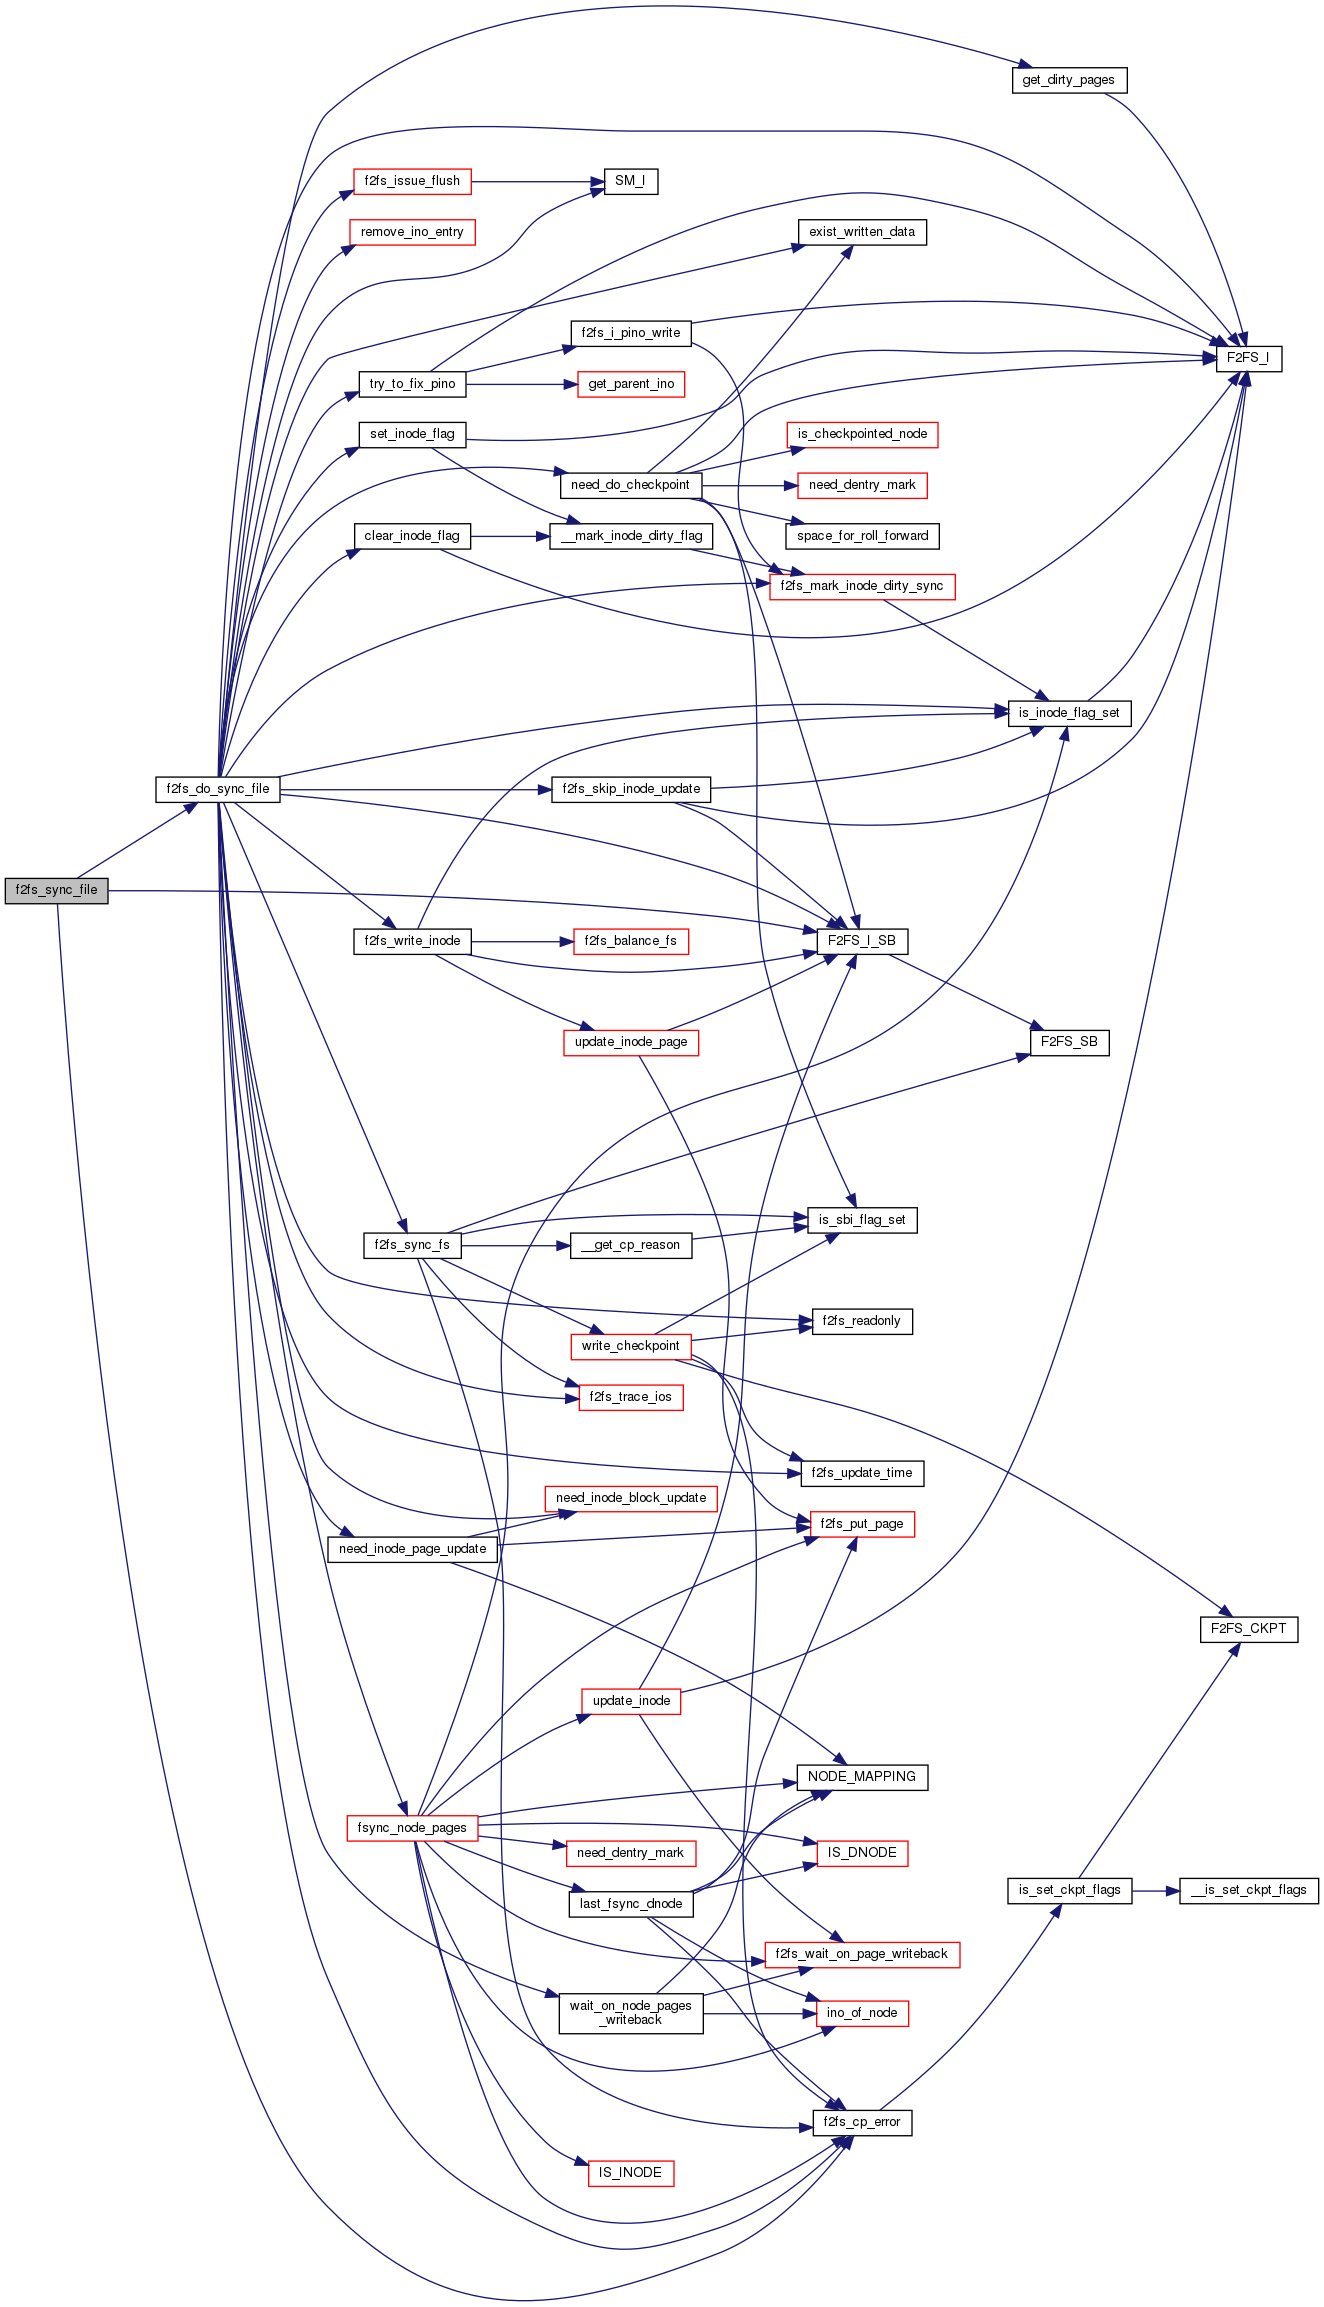 get_dirty_pages
f2fs_issue_flush
SM_I
remove_ino_entry
exist_written_data
f2fs_i_pino_write
F2FS_I
try_to_fix_pino
get_parent_ino
set_inode_flag
is_checkpointed_node
need_do_checkpoint
need_dentry_mark
clear_inode_flag
__mark_inode_dirty_flag
space_for_roll_forward
f2fs_mark_inode_dirty_sync
is_inode_flag_set
f2fs_do_sync_file
f2fs_skip_inode_update
f2fs_sync_file
f2fs_write_inode
f2fs_balance_fs
F2FS_I_SB
update_inode_page
F2FS_SB
is_sbi_flag_set
f2fs_sync_fs
__get_cp_reason
f2fs_readonly
write_checkpoint
f2fs_trace_ios
f2fs_update_time
need_inode_block_update
f2fs_put_page
need_inode_page_update
F2FS_CKPT
update_inode
NODE_MAPPING
fsync_node_pages
need_dentry_mark
IS_DNODE
is_set_ckpt_flags
__is_set_ckpt_flags
last_fsync_dnode
f2fs_wait_on_page_writeback
wait_on_node_pages
_writeback
ino_of_node
f2fs_cp_error
IS_INODE